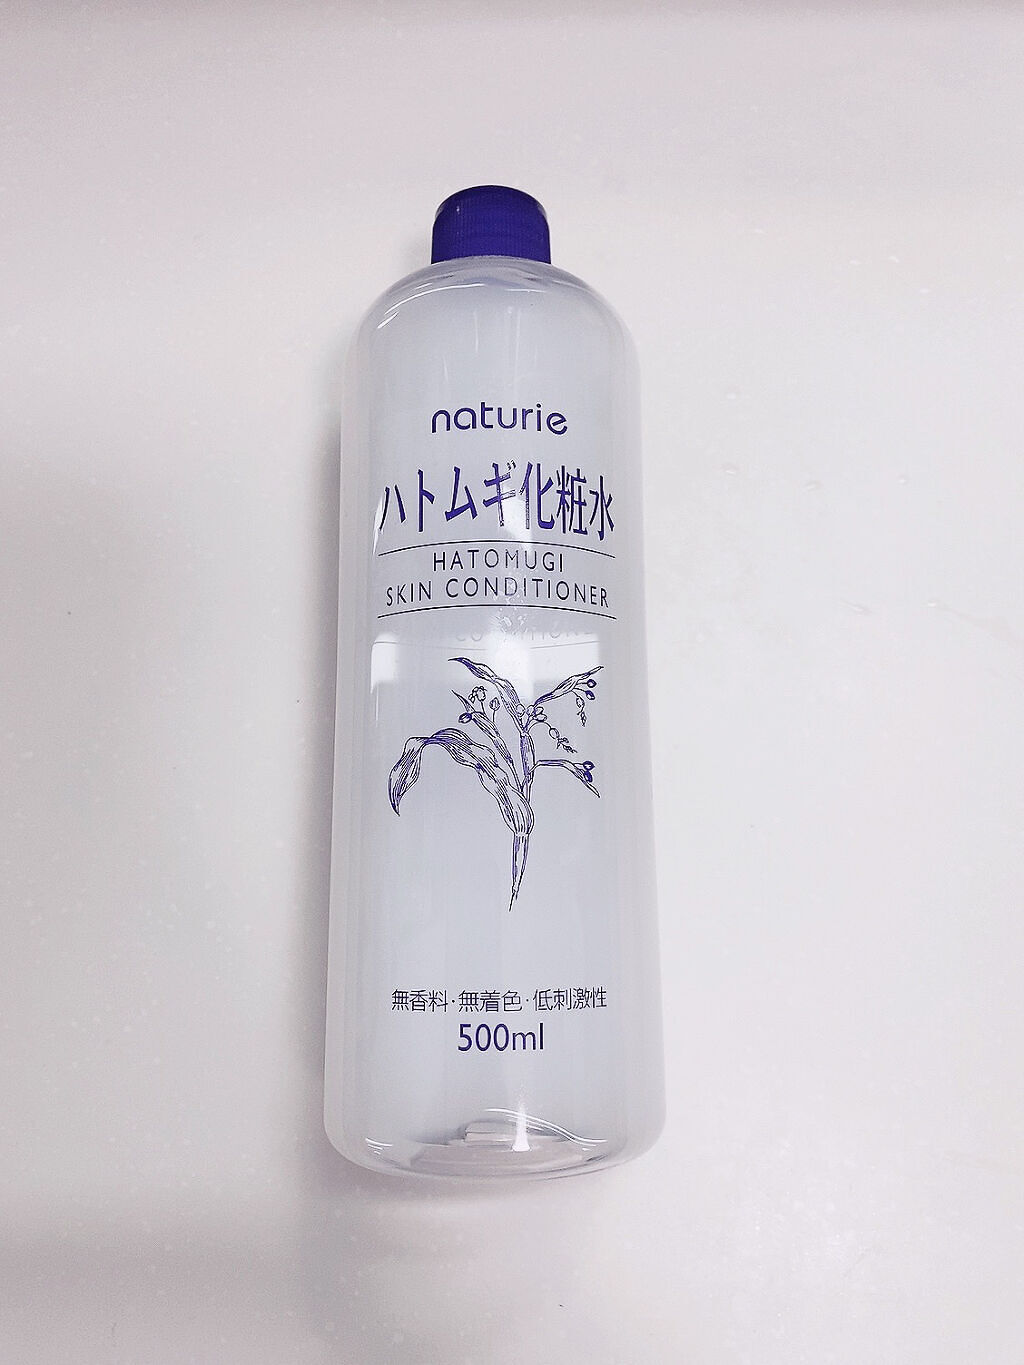 naturie
ハトムギ化粧水
HATOMUGI
SKIN CONDITIONER
無香料・無着色・低刺激性
500ml